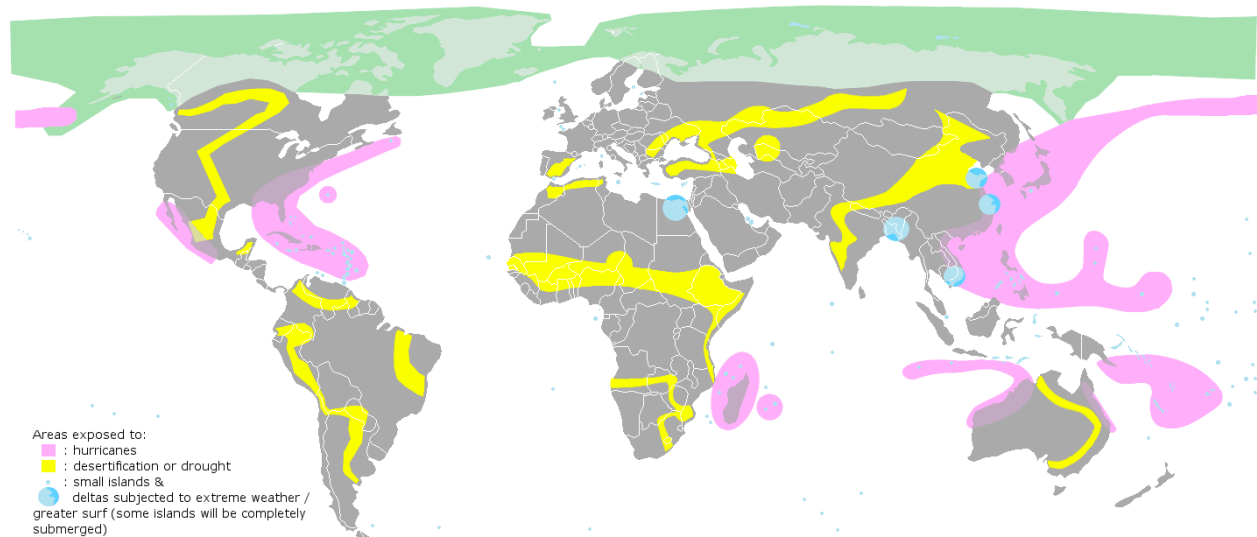 Areas exposed to:
: hurricanes
: desertification or drought
: small islands &
deltas subjected to extreme weather /
greater surf (some islands will be completely
submerged)